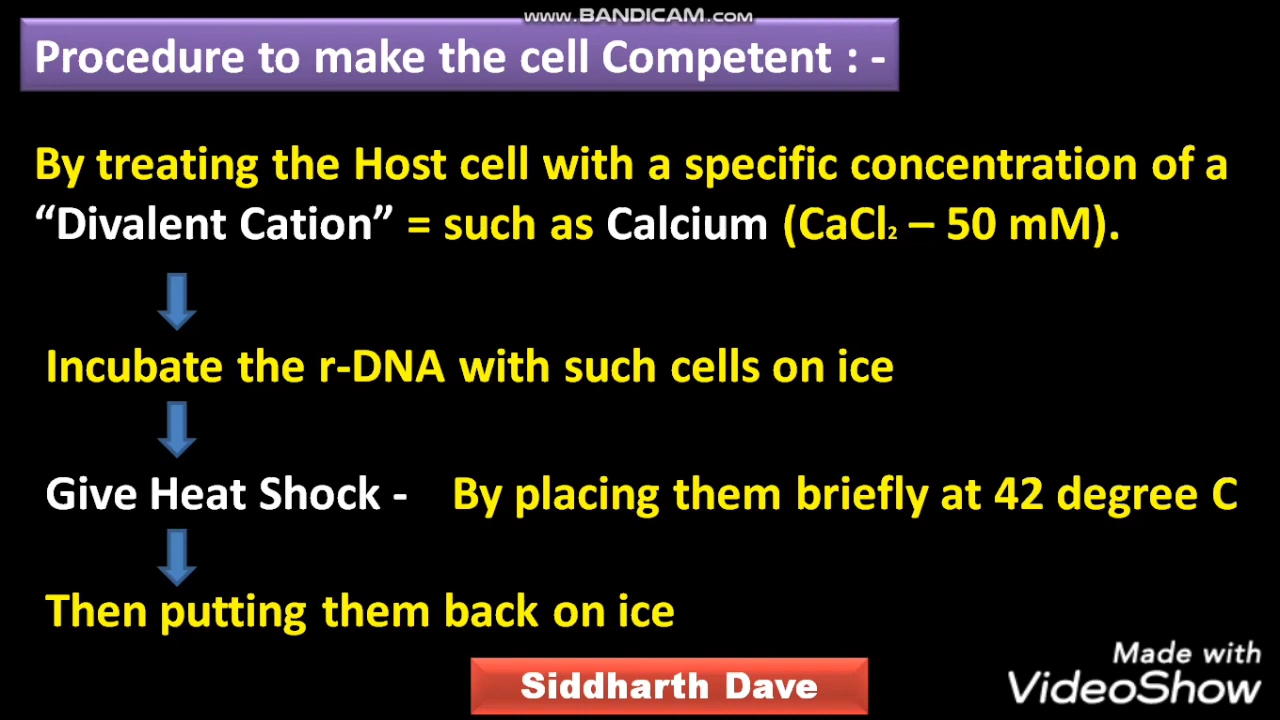 www.BANDICAM.com
Procedure to make the cell Competent : -
By treating the Host cell with a specific concentration of a
“Divalent Cation” = such as Calcium (CaCl₂ – 50 mM).
Incubate the r-DNA with such cells on ice
Give Heat Shock - By placing them briefly at 42 degree C
Then putting them back on ice
Siddharth Dave
Made with
VideoShow